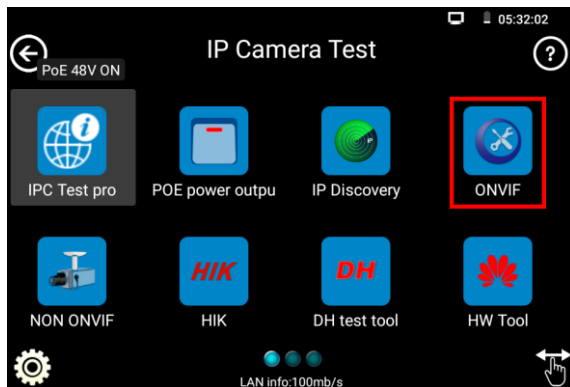 05:32:02
IP Camera Test
?
PoE 48V ON
i
IP
IPC Test pro
POE power outpu
IP Discovery
ONVIF
HIK
DH
NON ONVIF
HIK
DH test tool
HW Tool
LAN info:100mb/s